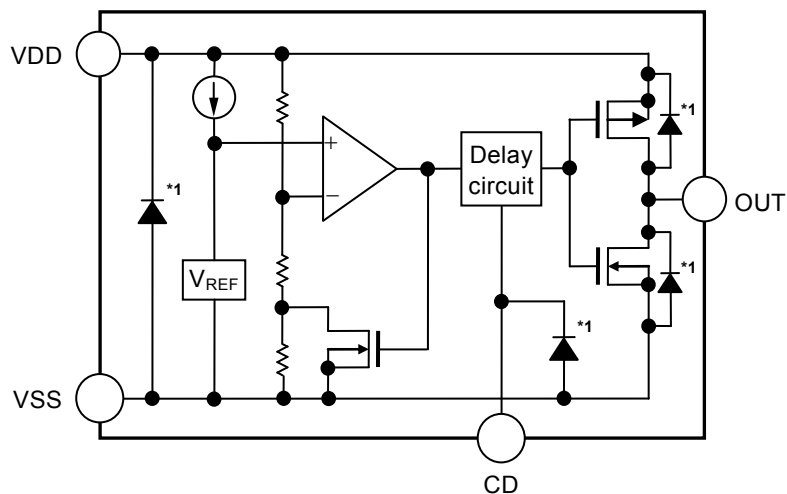 VDD
*1
*1
+
−
Delay
circuit
OUT
*1
VREF
*1
VSS
CD